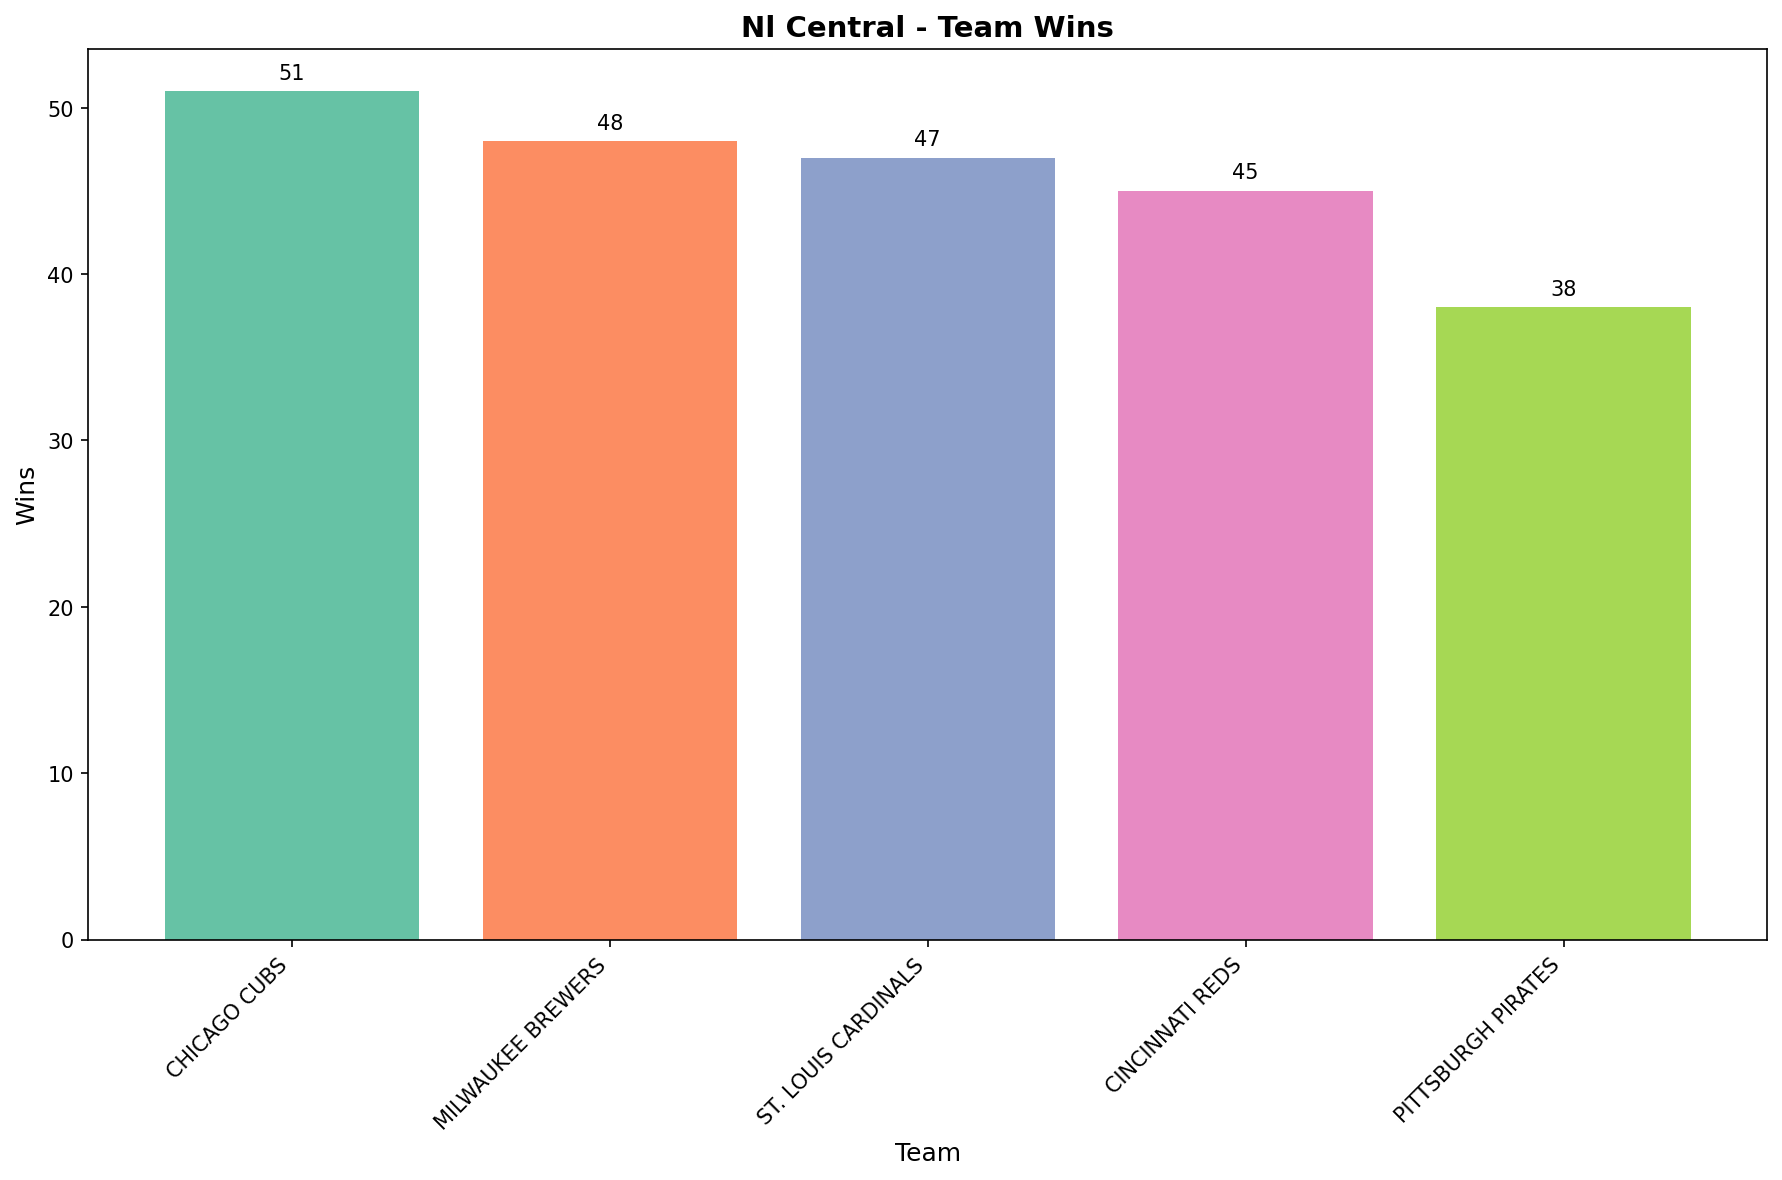 Nl Central - Team Wins
51
48
47
45
38
50
40
30
20
10
0
Wins
CHICAGO CUBS
MILWAUKEE BREWERS
ST. LOUIS CARDINALS
CINCINNATI REDS
PITTSBURGH PIRATES
Team